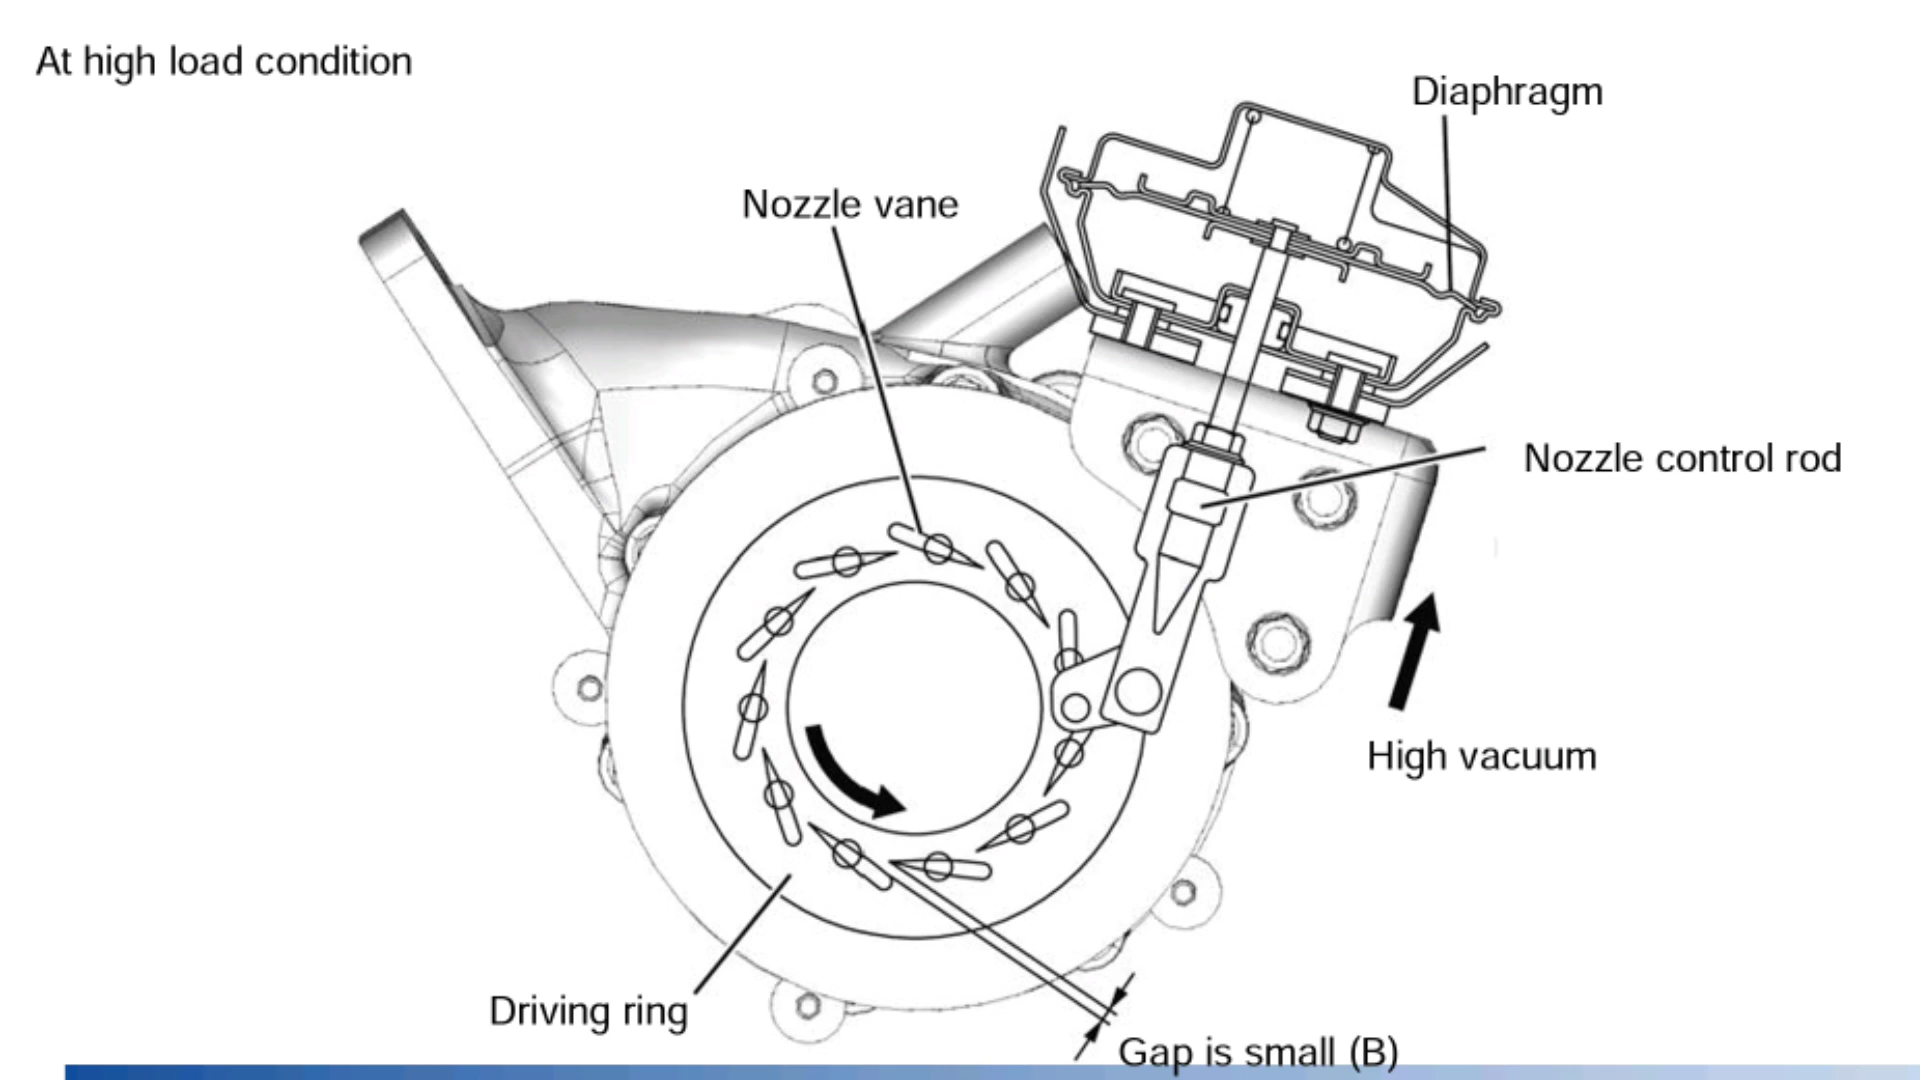 At high load condition
Diaphragm
Nozzle vane
Nozzle control rod
High vacuum
Driving ring
Gap is small (B)